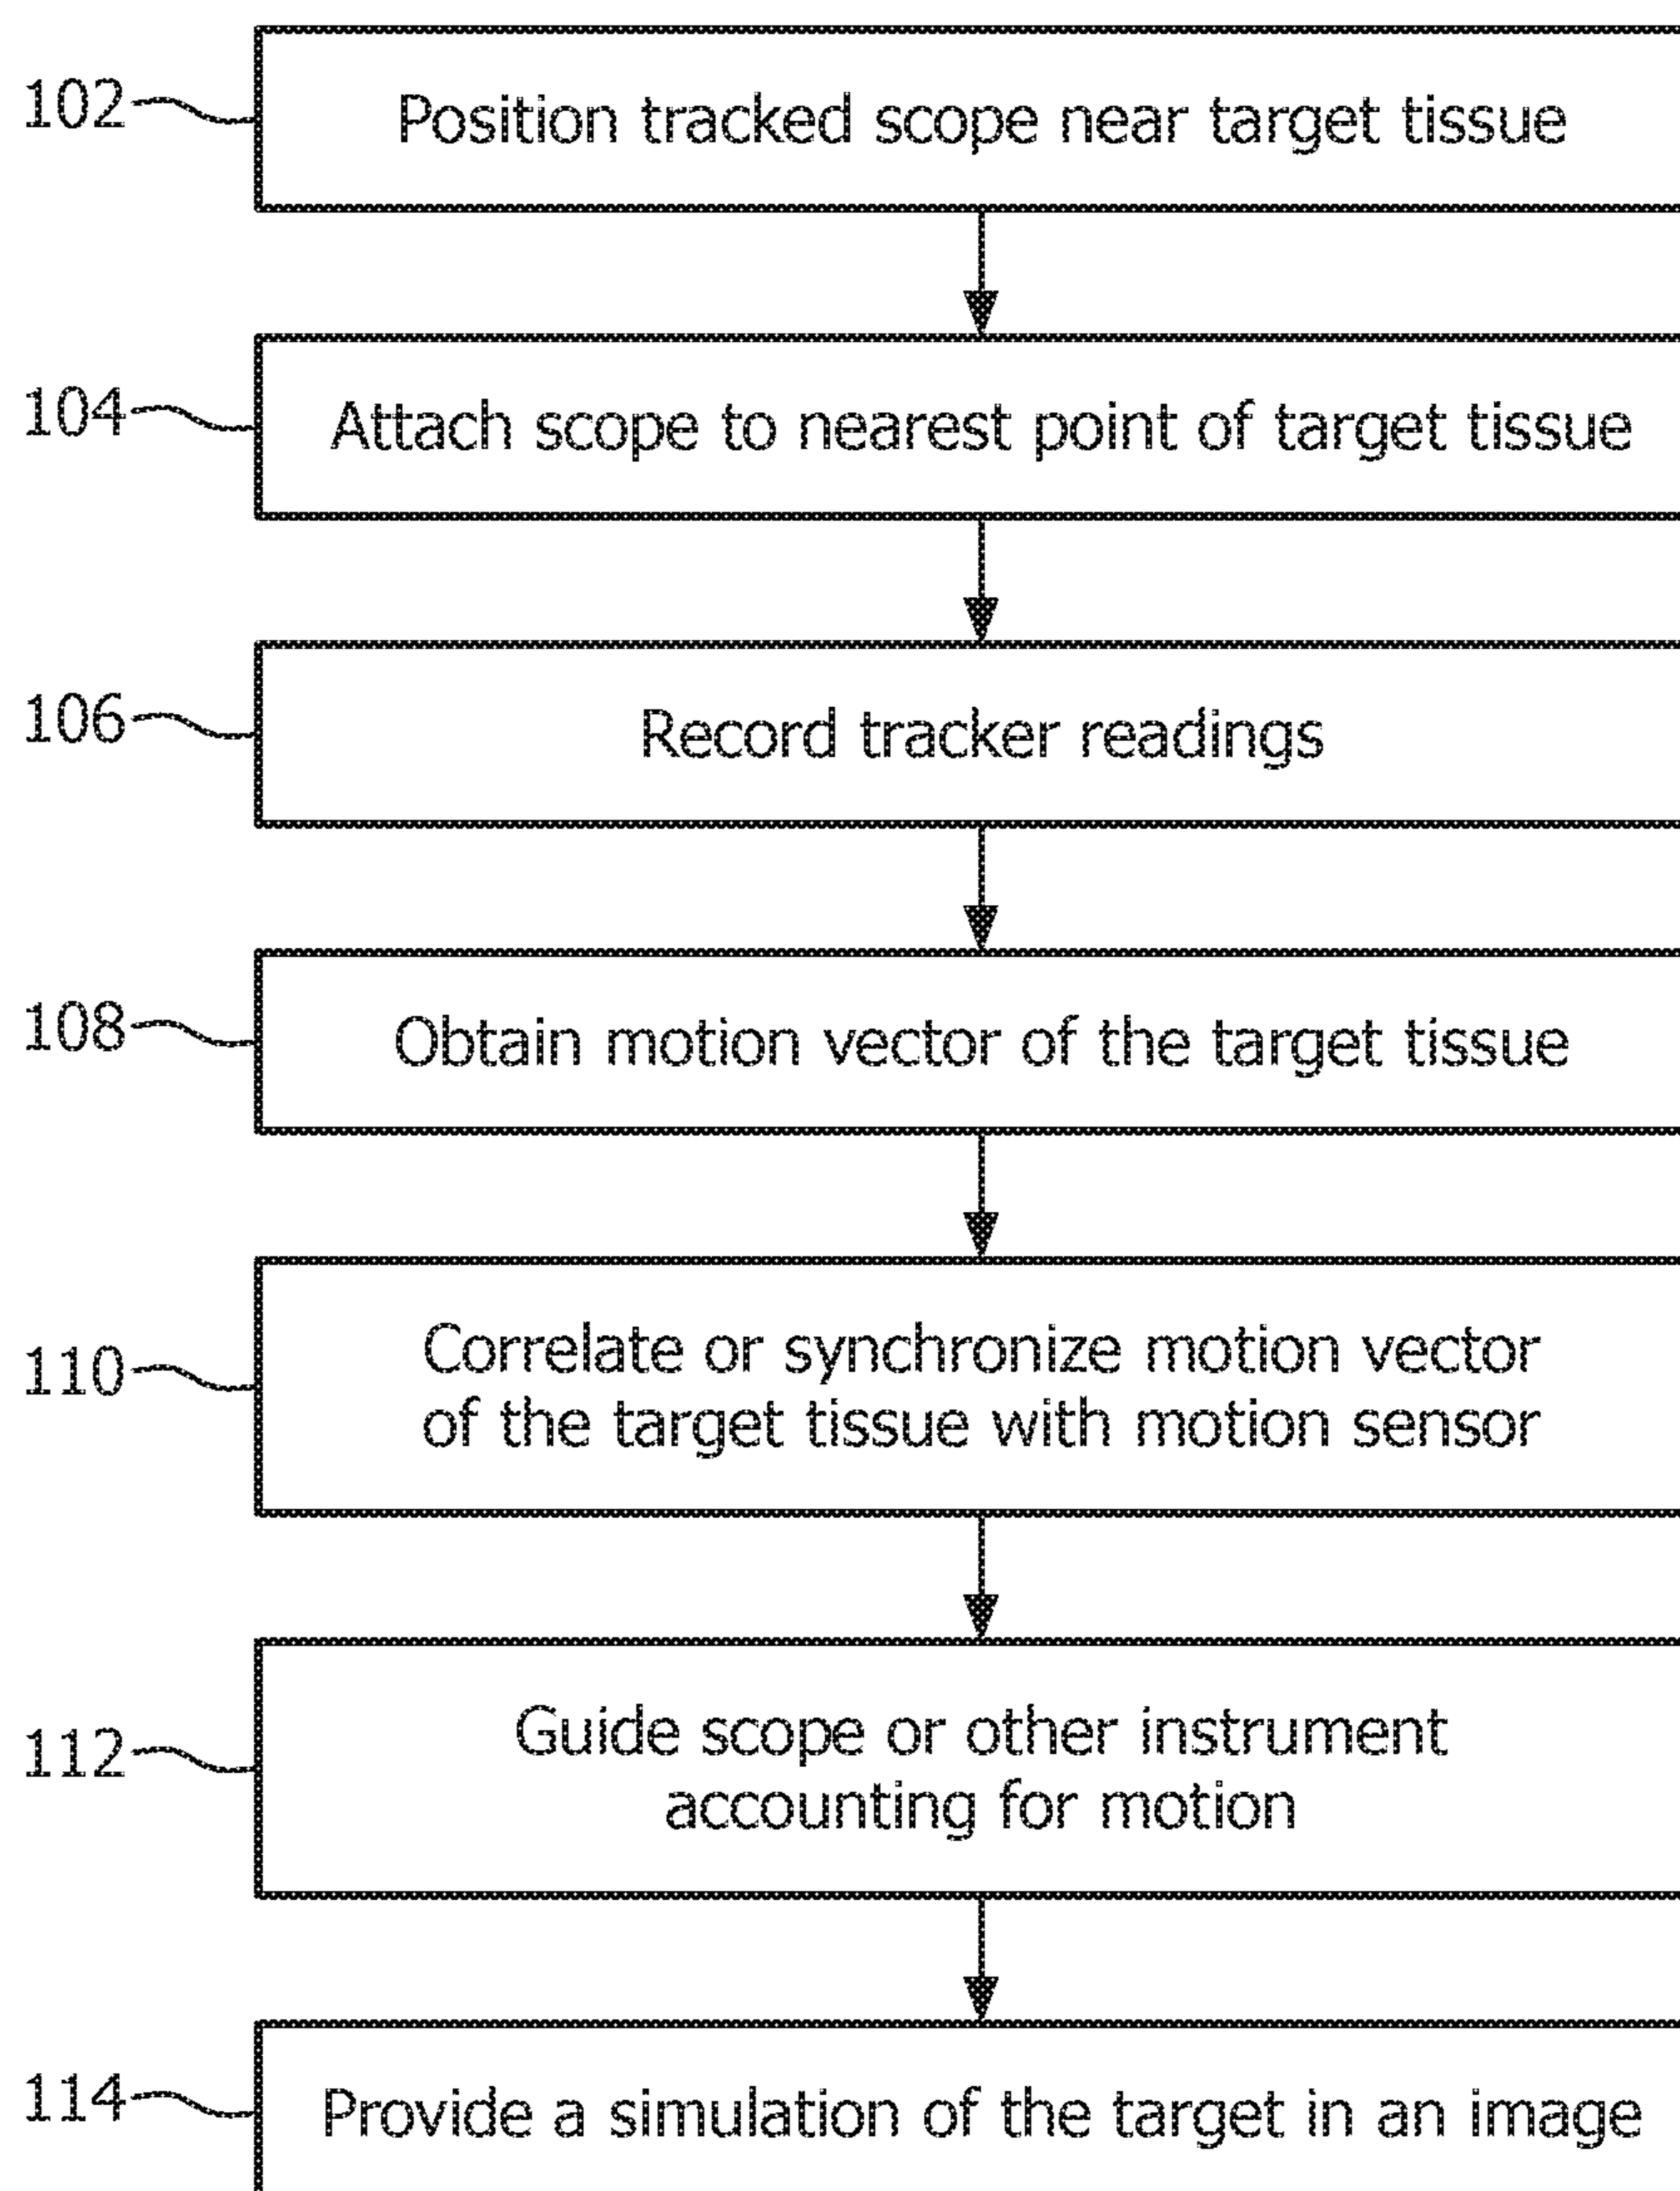 102 Position tracked scope near target tissue
104 Attach scope to nearest point of target tissue
106 Record tracker readings
108 Obtain motion vector of the target tissue
110 Correlate or synchronize motion vector
of the target tissue with motion sensor
112 Guide scope or other instrument
accounting for motion
114 Provide a simulation of the target in an image